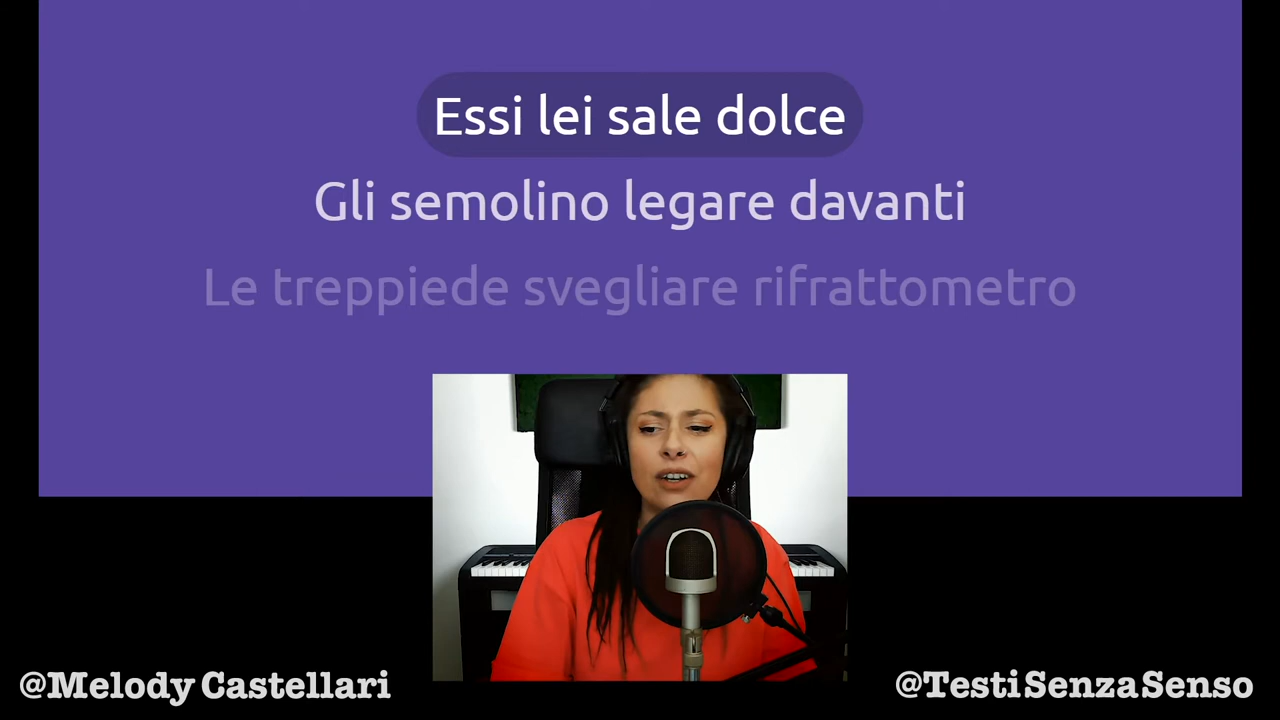 Essi lei sale dolce
Gli semolino legare davanti
Le treppiede svegliare rifrattometro
@Melody Castellari
@TestiSenzaSenso